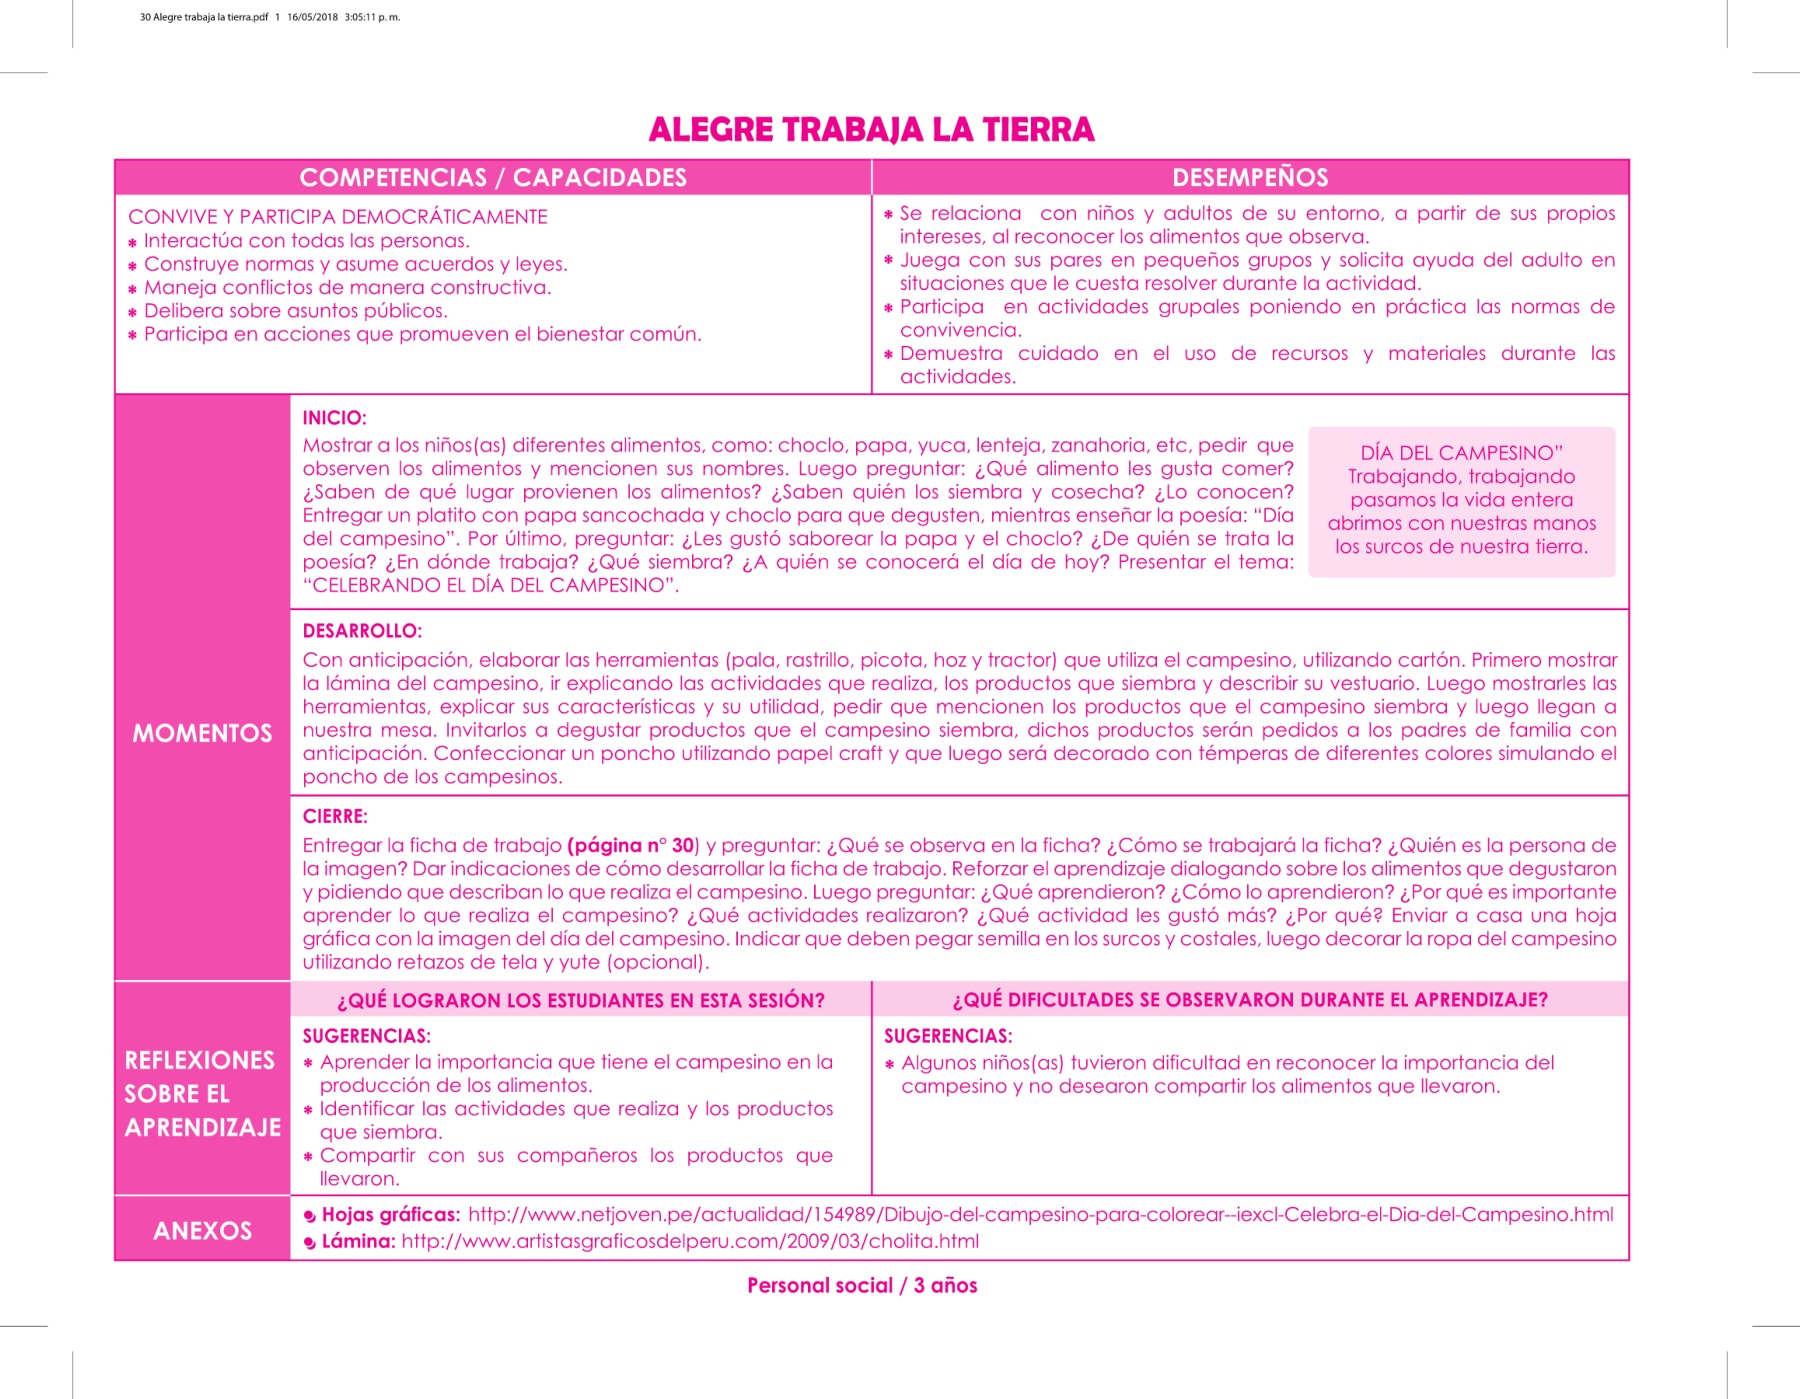 30 Alegre trabaja la tierra.pdf 1 16/05/2018 3:05:11 p. m.
ALEGRE TRABAJA LA TIERRA
COMPETENCIAS / CAPACIDADES
DESEMPEÑOS
CONVIVE Y PARTICIPA DEMOCRÁTICAMENTE
* Interactúa con todas las personas.
* Construye normas y asume acuerdos y leyes.
* Maneja conflictos de manera constructiva.
* Delibera sobre asuntos públicos.
* Participa en acciones que promueven el bienestar común.
* Se relaciona con niños y adultos de su entorno, a partir de sus propios
intereses, al reconocer los alimentos que observa.
* Juega con sus pares en pequeños grupos y solicita ayuda del adulto en
situaciones que le cuesta resolver durante la actividad.
* Participa en actividades grupales poniendo en práctica las normas de
convivencia.
* Demuestra cuidado en el uso de recursos y materiales durante las
actividades.
MOMENTOS
INICIO:
Mostrar a los niños(as) diferentes alimentos, como: choclo, papa, yuca, lenteja, zanahoria, etc, pedir que
observen los alimentos y mencionen sus nombres. Luego preguntar: ¿Qué alimento les gusta comer?
¿Saben de qué lugar provienen los alimentos? ¿Saben quién los siembra y cosecha? ¿Lo conocen?
Entregar un platito con papa sancochada y choclo para que degusten, mientras enseñar la poesía: “Día
del campesino”. Por último, preguntar: ¿Les gustó saborear la papa y el choclo? ¿De quién se trata la
poesía? ¿En dónde trabaja? ¿Qué siembra? ¿A quién se conocerá el día de hoy? Presentar el tema:
“CELEBRANDO EL DÍA DEL CAMPESINO”.
DÍA DEL CAMPESINO”
Trabajando, trabajando
pasamos la vida entera
abrimos con nuestras manos
los surcos de nuestra tierra.
DESARROLLO:
Con anticipación, elaborar las herramientas (pala, rastrillo, picota, hoz y tractor) que utiliza el campesino, utilizando cartón. Primero mostrar
la lámina del campesino, ir explicando las actividades que realiza, los productos que siembra y describir su vestuario. Luego mostrarles las
herramientas, explicar sus características y su utilidad, pedir que mencionen los productos que el campesino siembra y luego llegan a
nuestra mesa. Invitarlos a degustar productos que el campesino siembra, dichos productos serán pedidos a los padres de familia con
anticipación. Confeccionar un poncho utilizando papel craft y que luego será decorado con témperas de diferentes colores simulando el
poncho de los campesinos.
CIERRE:
Entregar la ficha de trabajo (página n° 30) y preguntar: ¿Qué se observa en la ficha? ¿Cómo se trabajará la ficha? ¿Quién es la persona de
la imagen? Dar indicaciones de cómo desarrollar la ficha de trabajo. Reforzar el aprendizaje dialogando sobre los alimentos que degustaron
y pidiendo que describan lo que realiza el campesino. Luego preguntar: ¿Qué aprendieron? ¿Cómo lo aprendieron? ¿Por qué es importante
aprender lo que realiza el campesino? ¿Qué actividades realizaron? ¿Qué actividad les gustó más? ¿Por qué? Enviar a casa una hoja
gráfica con la imagen del día del campesino. Indicar que deben pegar semilla en los surcos y costales, luego decorar la ropa del campesino
utilizando retazos de tela y yute (opcional).
REFLEXIONES
SOBRE EL
APRENDIZAJE
¿QUÉ LOGRARON LOS ESTUDIANTES EN ESTA SESIÓN?
SUGERENCIAS:
* Aprender la importancia que tiene el campesino en la
producción de los alimentos.
* Identificar las actividades que realiza y los productos
que siembra.
* Compartir con sus compañeros los productos que
llevaron.
¿QUÉ DIFICULTADES SE OBSERVARON DURANTE EL APRENDIZAJE?
SUGERENCIAS:
* Algunos niños(as) tuvieron dificultad en reconocer la importancia del
campesino y no desearon compartir los alimentos que llevaron.
ANEXOS
Hojas gráficas: http://www.netjoven.pe/actualidad/154989/Dibujo-del-campesino-para-colorear--iexcl-Celebra-el-Dia-del-Campesino.html
Lámina: http://www.artistasgraficosdelperu.com/2009/03/cholita.html
Personal social / 3 años